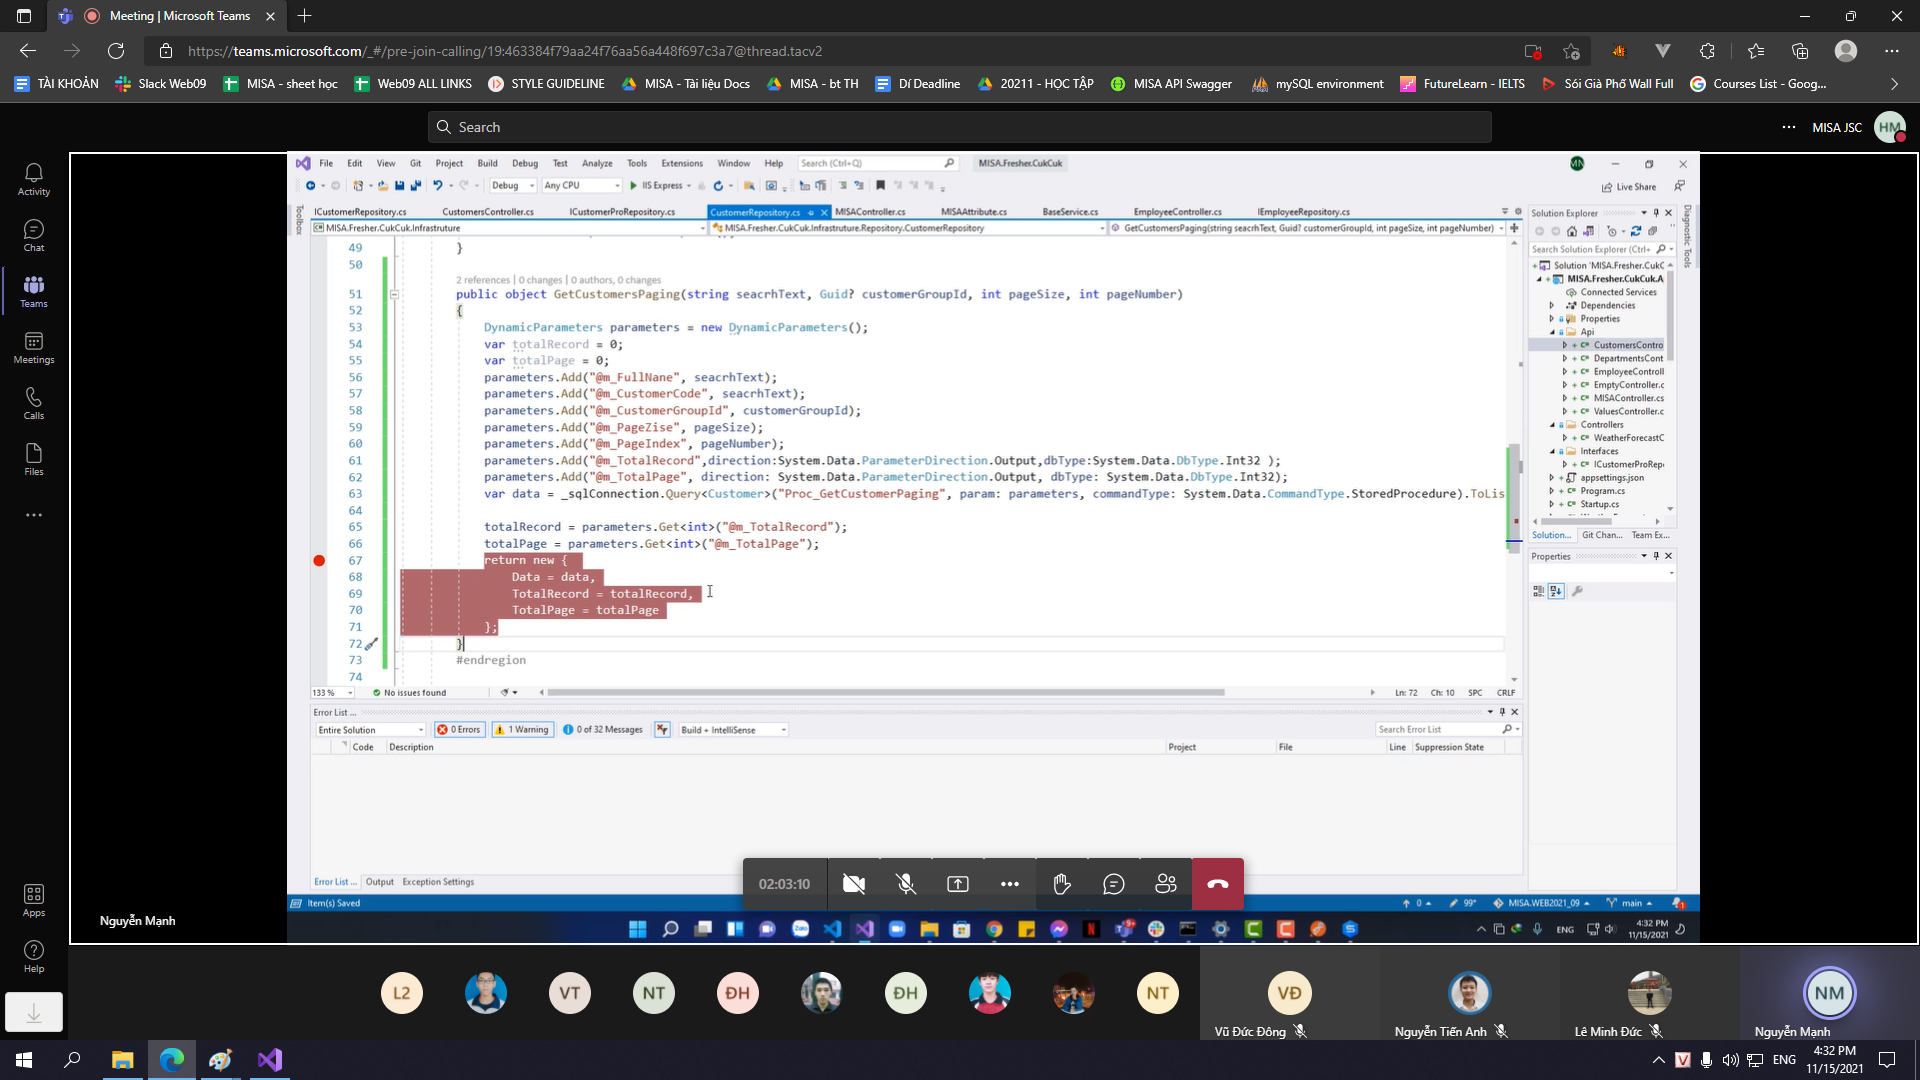 Meeting | Microsoft Teams
https://teams.microsoft.com/_#/pre-join-calling/19:463384f79aa24f76aa56a448f697c3a7@thread.tacv2
TÀI KHOẢN
Slack Web09
MISA - sheet học
Web09 ALL LINKS
STYLE GUIDELINE
MISA - Tài liệu Docs
MISA - bt TH
Dí Deadline
20211 - HỌC TẬP
MISA API Swagger
mySQL environment
FutureLearn - IELTS
Sói Già Phố Wall Full
Courses List - Goog...
Search
MISA JSC
HM
Activity
Chat
Teams
Meetings
Calls
Files
Apps
Help
File Edit View Git Project Build Debug Test Analyze Tools Extensions Window Help Search (Ctrl+Q) MISA.Fresher.CukCuk MN
Debug Any CPU IIS Express
Live Share
Toolbox
ICustomerRepository.cs CustomersController.cs ICustomerProRepository.cs CustomerRepository.cs MISAController.cs MISAAttribute.cs BaseService.cs EmployeeController.cs IEmployeeRepository.cs
MISA.Fresher.CukCuk.Infrastruture MISA.Fresher.CukCuk.Infrastruture.Repository.CustomerRepository GetCustomersPaging(string seacrhText, Guid? customerGroupId, int pageSize, int pageNumber)
49 }
50
2 references | 0 changes | 0 authors, 0 changes
51 public object GetCustomersPaging(string seacrhText, Guid? customerGroupId, int pageSize, int pageNumber)
52 {
53 DynamicParameters parameters = new DynamicParameters();
54 var totalRecord = 0;
55 var totalPage = 0;
56 parameters.Add("@m_FullNane", seacrhText);
57 parameters.Add("@m_CustomerCode", seacrhText);
58 parameters.Add("@m_CustomerGroupId", customerGroupId);
59 parameters.Add("@m_PageZise", pageSize);
60 parameters.Add("@m_PageIndex", pageNumber);
61 parameters.Add("@m_TotalRecord",direction:System.Data.ParameterDirection.Output,dbType:System.Data.DbType.Int32 );
62 parameters.Add("@m_TotalPage", direction: System.Data.ParameterDirection.Output, dbType: System.Data.DbType.Int32);
63 var data = _sqlConnection.Query<Customer>("Proc_GetCustomerPaging", param: parameters, commandType: System.Data.CommandType.StoredProcedure).ToLis
64
65 totalRecord = parameters.Get<int>("@m_TotalRecord");
66 totalPage = parameters.Get<int>("@m_TotalPage");
67 return new {
68 Data = data,
69 TotalRecord = totalRecord,
70 TotalPage = totalPage
71 };
72 }
73 #endregion
74
133 % No issues found Ln: 72 Ch: 10 SPC CRLF
Solution Explorer
Search Solution Explorer (Ctrl+
Solution 'MISA.Fresher.CukC
MISA.Fresher.CukCuk.A
Connected Services
Dependencies
Properties
Api
CustomersContro
DepartmentsCont
EmployeeControll
EmptyController.c
MISAController.cs
ValuesController.c
Controllers
WeatherForecastC
Interfaces
ICustomerProRep
appsettings.json
Program.cs
Startup.cs
Solution... Git Chan... Team Ex...
Properties
Diagnostic Tools
Error List ...
Entire Solution 0 Errors 1 Warning 0 of 32 Messages Build + IntelliSense Search Error List
Code Description Project File Line Suppression State
Error List ... Output Exception Settings
Item(s) Saved 0 99+ MISA.WEB2021_09 main 1
02:03:10
Nguyễn Mạnh
Zalo
ENG 4:32 PM
11/15/2021
L2 VT NT ĐH ĐH NT VĐ NM
Vũ Đức Đông Nguyễn Tiến Anh Lê Minh Đức Nguyễn Mạnh
ENG 4:32 PM
11/15/2021